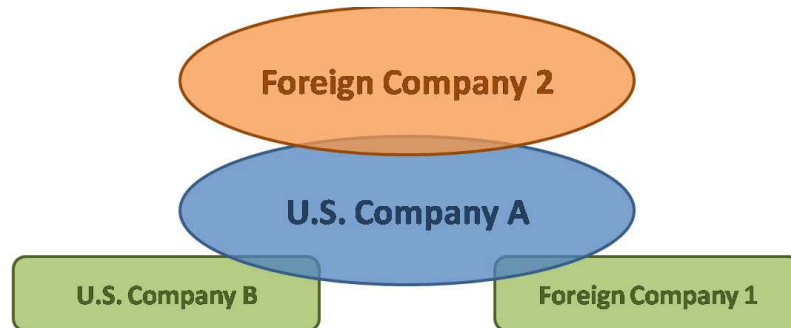 Foreign Company 2
U.S. Company A
U.S. Company B
Foreign Company 1